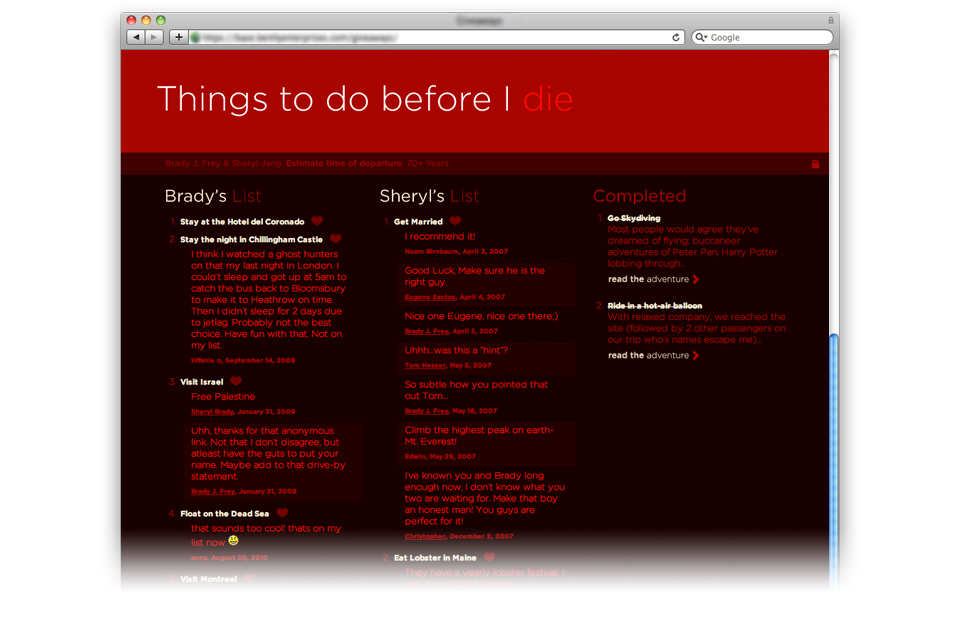 Giveaways
Google
Things to do before I die
Brady J. Frey & Sheryl Jong. Estimate time of departure: 70+ Years.
Brady's List
1. Stay at the Hotel del Coronado
2. Stay the night in Chillingham Castle
I think I watched a ghost hunters
on that my last night in London. I
could't sleep and got up at 5am to
catch the bus back to Bloomsbury
to make it to Heathrow on time.
Then I didn't sleep for 2 days due
to jetlag. Probably not the best
choice. Have fun with that. Not on
my list.
tiffanie o, September 14, 2009
3. Visit Israel
Free Palestine
Sheryl Brady, January 21, 2009
Uhh, thanks for that anonymous
link. Not that I don't disagree, but
atleast have the guts to put your
name. Maybe add to that drive-by
statement.
Brady J. Frey, January 21, 2009
4. Float on the Dead Sea
that sounds too cool! thats on my
list now
anna, August 30, 2010
Visit Montreal
Sheryl's List
1. Get Married
I recommend it!
Noam Birnbaum, April 3, 2007
Good Luck, Make sure he is the
right guy.
Eugene Santos, April 4, 2007
Nice one Eugene, nice one there;)
Brady J. Frey, April 5, 2007
Uhhh...was this a "hint"?
Tom Hesser, May 5, 2007
So subtle how you pointed that
out Tom...
Brady J. Frey, May 18, 2007
Climb the highest peak on earth-
Mt. Everest!
Edwin, May 29, 2007
I've known you and Brady long
enough now, I don't know what you
two are waiting for. Make that boy
an honest man! You guys are
perfect for it!
Christopher, December 2, 2007
2. Eat Lobster in Maine
They have a yearly lobster festival I
Completed
1. Go Skydiving
Most people would agree they've
dreamed of flying; buccaneer
adventures of Peter Pan, Harry Potter
lobbing through...
read the adventure
2. Ride in a hot-air balloon
With relaxed company, we reached the
site (followed by 2 other passengers on
our trip who's names escape me)...
read the adventure